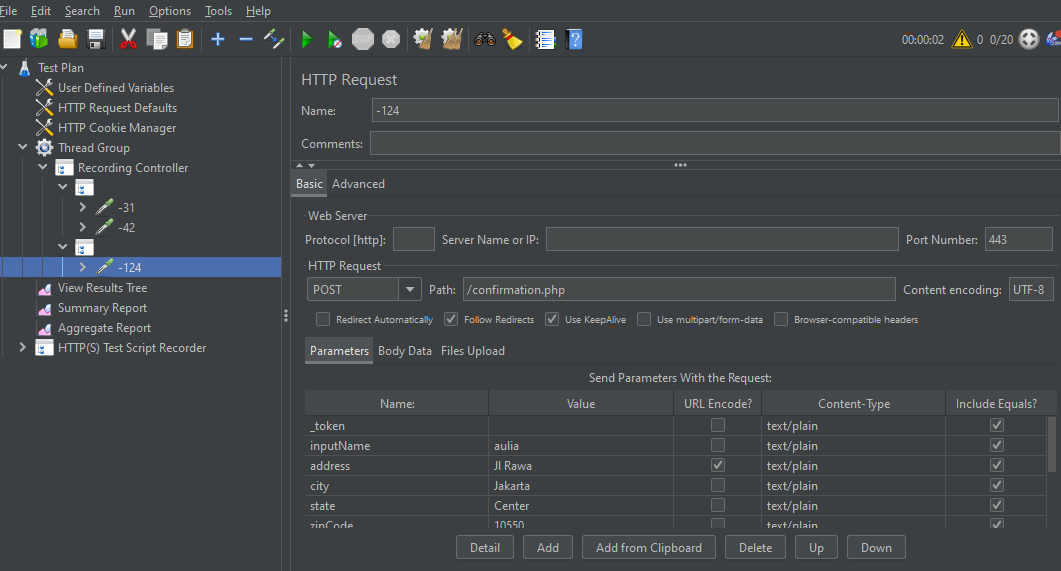 File Edit Search Run Options Tools Help
00:00:02 0 0/20
Test Plan
User Defined Variables
HTTP Request Defaults
HTTP Cookie Manager
Thread Group
Recording Controller
-31
-42
-124
View Results Tree
Summary Report
Aggregate Report
HTTP(S) Test Script Recorder
HTTP Request
Name: -124
Comments:
Basic Advanced
Web Server
Protocol [http]: Server Name or IP: Port Number: 443
HTTP Request
POST Path: /confirmation.php Content encoding: UTF-8
Redirect Automatically Follow Redirects Use KeepAlive Use multipart/form-data Browser-compatible headers
Parameters Body Data Files Upload
Send Parameters With the Request:
Name: Value URL Encode? Content-Type Include Equals?
_token text/plain
inputName aulia text/plain
address Jl Rawa text/plain
city Jakarta text/plain
state Center text/plain
zipCode 10550 text/plain
Detail Add Add from Clipboard Delete Up Down